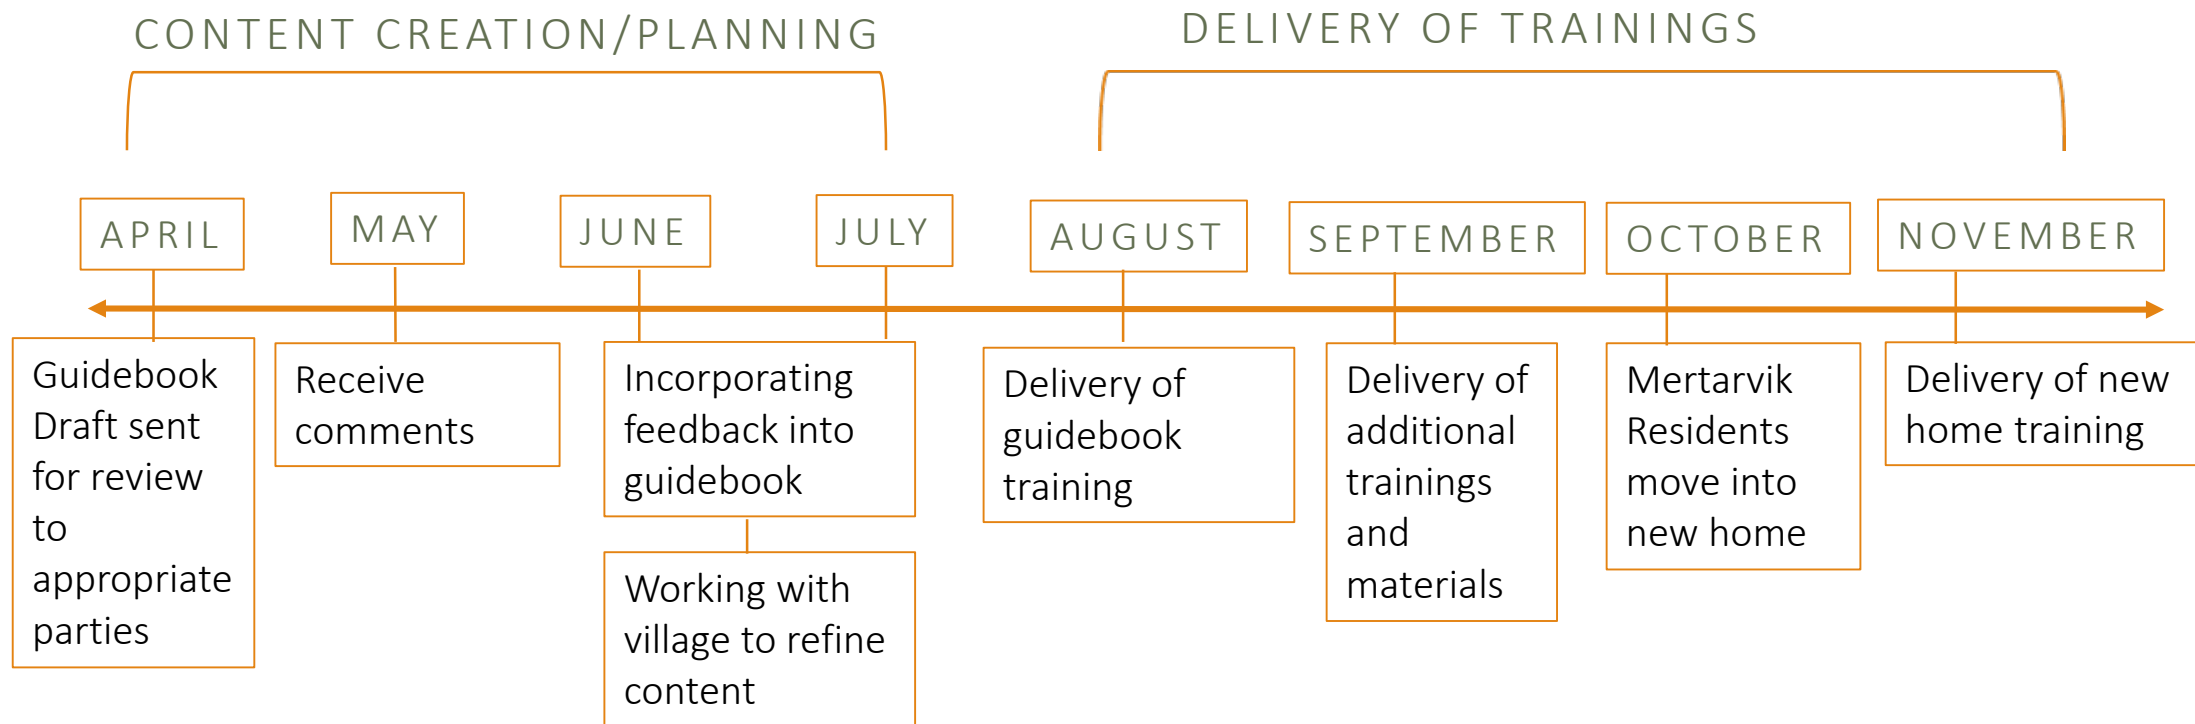 CONTENT CREATION/PLANNING
DELIVERY OF TRAININGS
APRIL
MAY
JUNE
JULY
AUGUST
SEPTEMBER
OCTOBER
NOVEMBER
Guidebook
Draft sent
for review
to
appropriate
parties
Receive
comments
Incorporating
feedback into
guidebook
Working with
village to refine
content
Delivery of
guidebook
training
Delivery of
additional
trainings
and
materials
Mertarvik
Residents
move into
new home
Delivery of new
home training